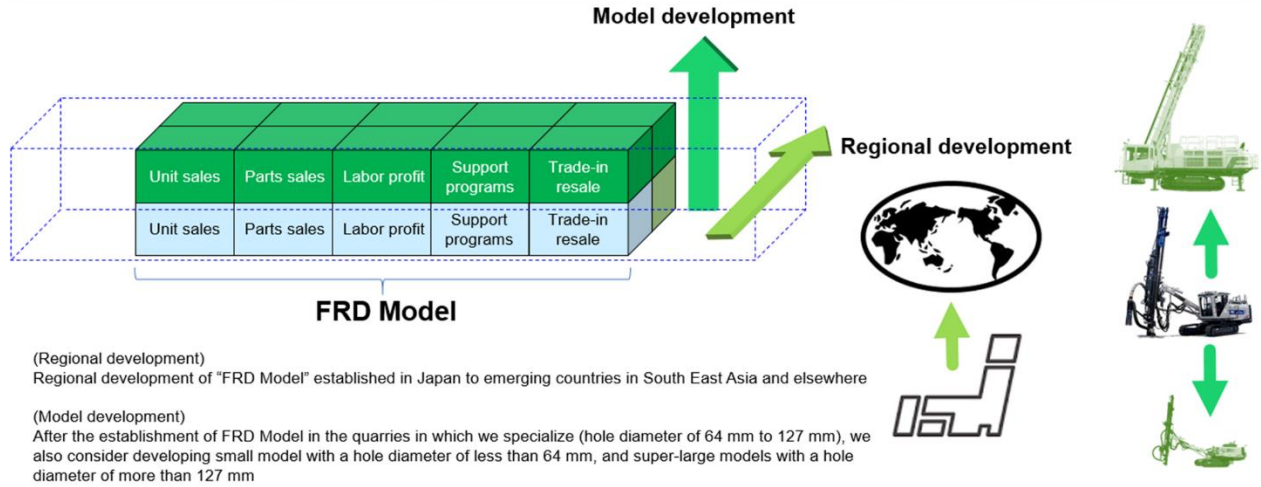 Model development
Regional development
Unit sales
Parts sales
Labor profit
Support
programs
Trade-in
resale
Unit sales
Parts sales
Labor profit
Support
programs
Trade-in
resale
FRD Model
(Regional development)
Regional development of “FRD Model” established in Japan to emerging countries in South East Asia and elsewhere
(Model development)
After the establishment of FRD Model in the quarries in which we specialize (hole diameter of 64 mm to 127 mm), we
also consider developing small model with a hole diameter of less than 64 mm, and super-large models with a hole
diameter of more than 127 mm